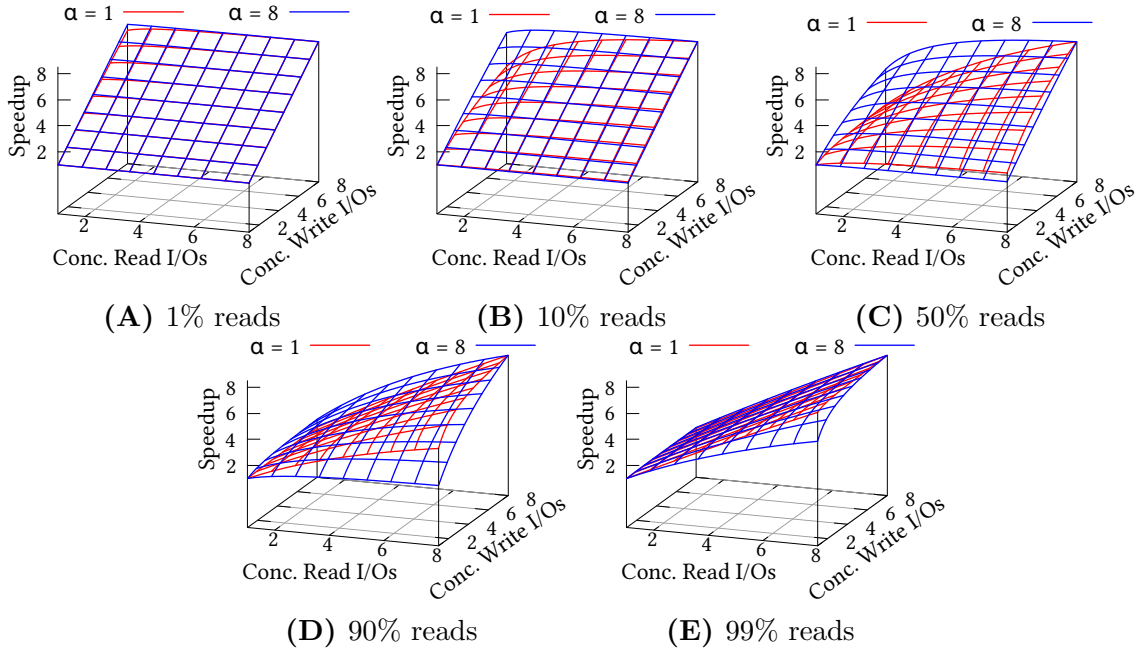 α = 1 α = 8 α = 1 α = 8 α = 1 α = 8
Speedup 8 6 4 2 Speedup 8 6 4 2 Speedup 8 6 4 2
2 4 6 8 2 4 6 8 2 4 6 8 2 4 6 8 2 4 6 8 2 4 6 8
Conc. Read I/Os Conc. Write I/Os Conc. Read I/Os Conc. Write I/Os Conc. Read I/Os Conc. Write I/Os
(A) 1% reads (B) 10% reads (C) 50% reads
α = 1 α = 8 α = 1 α = 8
Speedup 8 6 4 2 Speedup 8 6 4 2
2 4 6 8 2 4 6 8 2 4 6 8 2 4 6 8
Conc. Read I/Os Conc. Write I/Os Conc. Read I/Os Conc. Write I/Os
(D) 90% reads (E) 99% reads